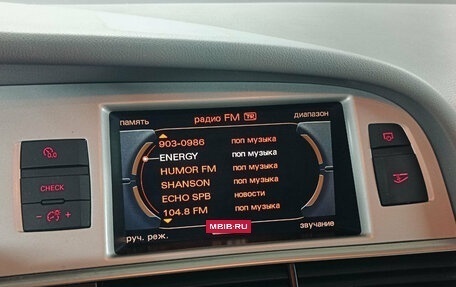 память радио FM TP диапазон
903-0986 поп музыка
ENERGY поп музыка
HUMOR FM поп музыка
CHECK
SHANSON поп музыка
ECHO SPB новости
104.8 FM поп музыка
MBIB.RU
руч. реж. звучание